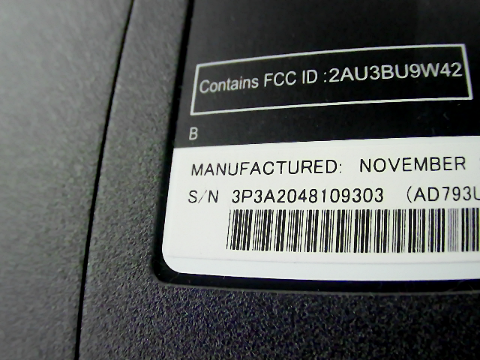 Contains FCC ID :2AU3BU9W42
B
MANUFACTURED: NOVEMBER
S/N 3P3A2048109303 (AD793U